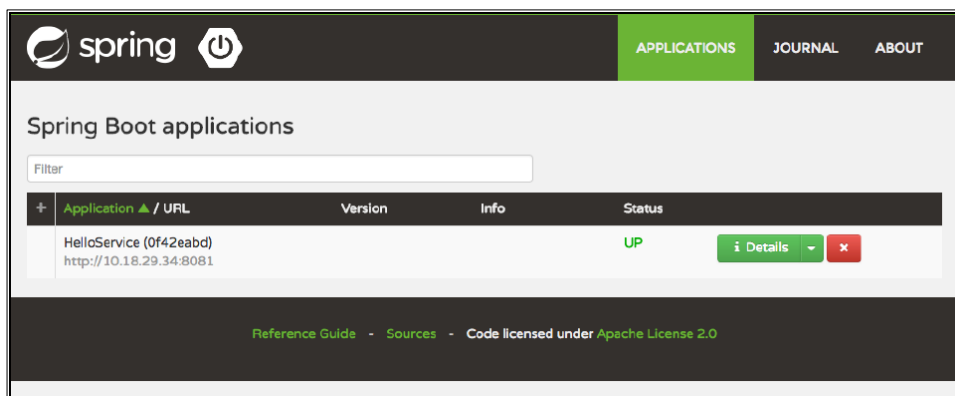 spring
APPLICATIONS JOURNAL ABOUT
Spring Boot applications
Filter
+ Application ▲ / URL Version Info Status
HelloService (0f42eabd)
http://10.18.29.34:8081
UP
i Details
×
Reference Guide - Sources - Code licensed under Apache License 2.0